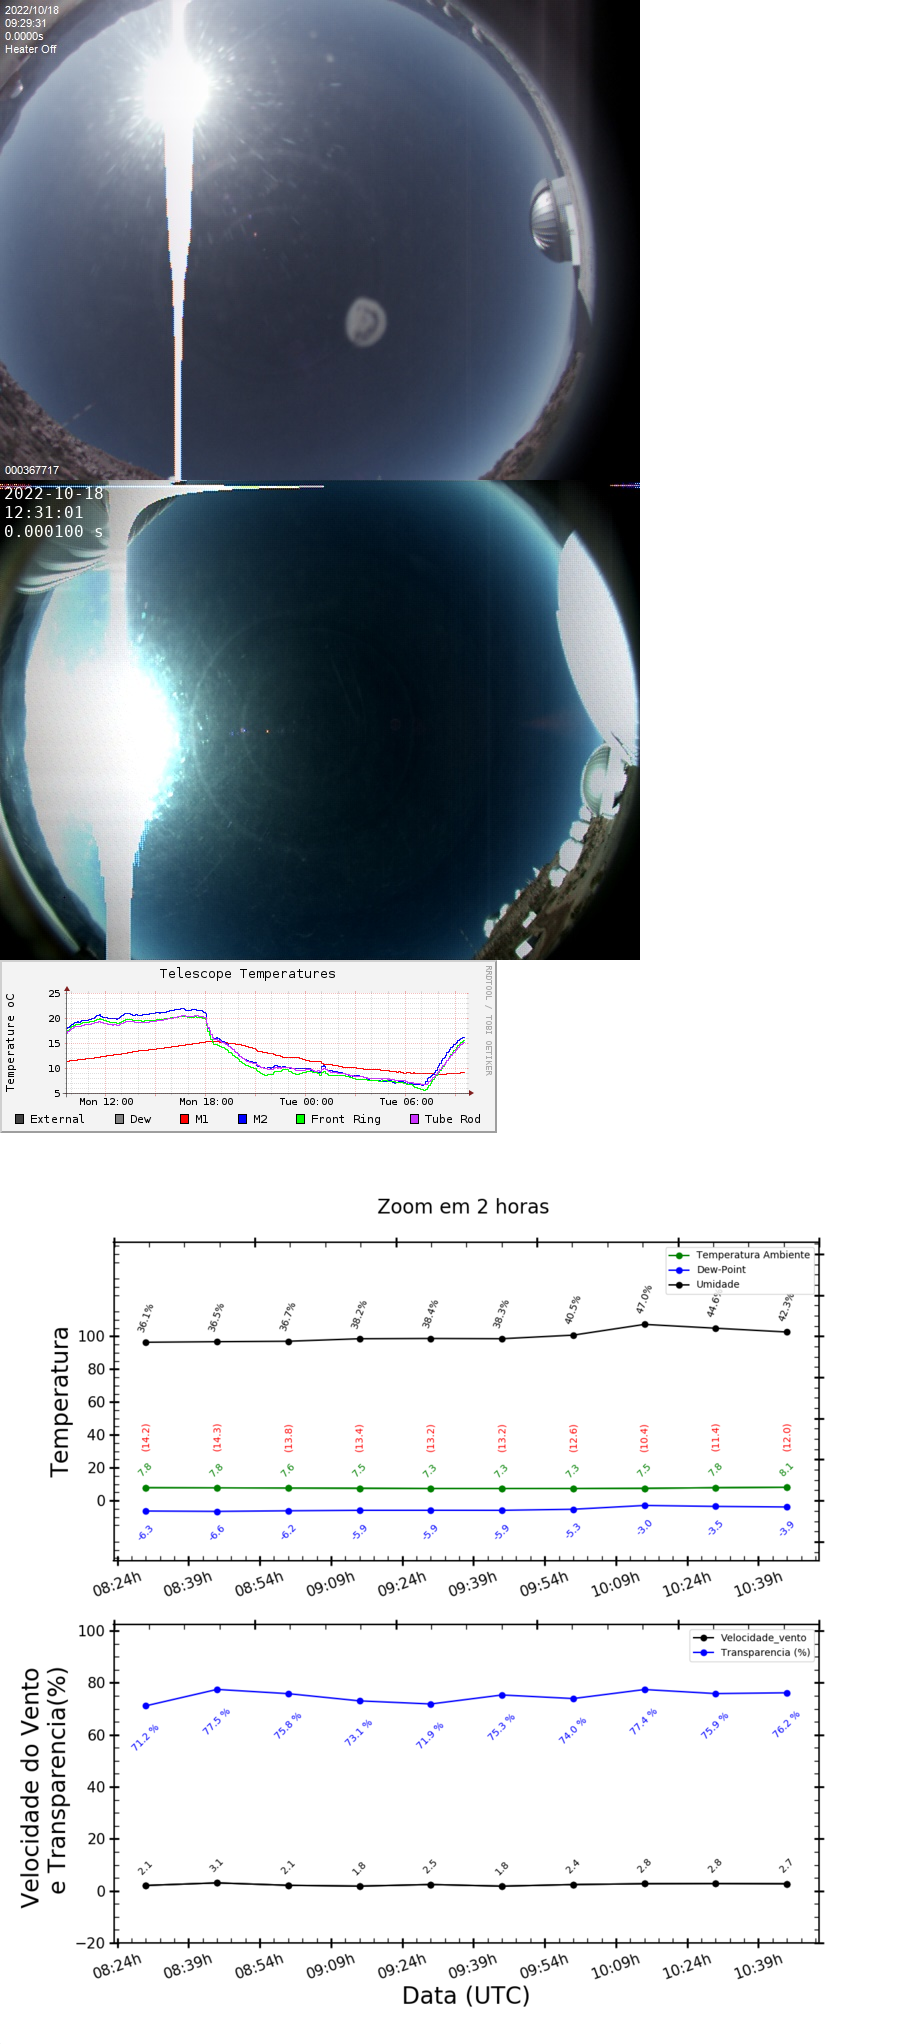 2022/10/18
09:29:31
0.0000s
Heater Off
000367717
2022-10-18
12:31:01
0.000100 s
Telescope Temperatures
RRDTOOL / TOBI OETIKER
Temperature oC
25
20
15
10
5
Mon 12:00 Mon 18:00 Tue 00:00 Tue 06:00
External Dew M1 M2 Front Ring Tube Rod
Zoom em 2 horas
Temperatura Ambiente
Dew-Point
Umidade
36.1% 36.5% 36.7% 38.2% 38.4% 38.3% 40.5% 47.0% 44.6% 42.3%
Temperatura
100
80
60
40
20
0
(14.2) (14.3) (13.8) (13.4) (13.2) (13.2) (12.6) (10.4) (11.4) (12.0)
7.8 7.8 7.6 7.5 7.3 7.3 7.3 7.5 7.8 8.1
-6.3 -6.6 -6.2 -5.9 -5.9 -5.9 -5.3 -3.0 -3.5 -3.9
08:24h 08:39h 08:54h 09:09h 09:24h 09:39h 09:54h 10:09h 10:24h 10:39h
Velocidade_vento
Transparencia (%)
Velocidade do Vento
e Transparencia(%)
100
80
60
40
20
0
−20
71.2 % 77.5 % 75.8 % 73.1 % 71.9 % 75.3 % 74.0 % 77.4 % 75.9 % 76.2 %
2.1 3.1 2.1 1.8 2.5 1.8 2.4 2.8 2.8 2.7
08:24h 08:39h 08:54h 09:09h 09:24h 09:39h 09:54h 10:09h 10:24h 10:39h
Data (UTC)